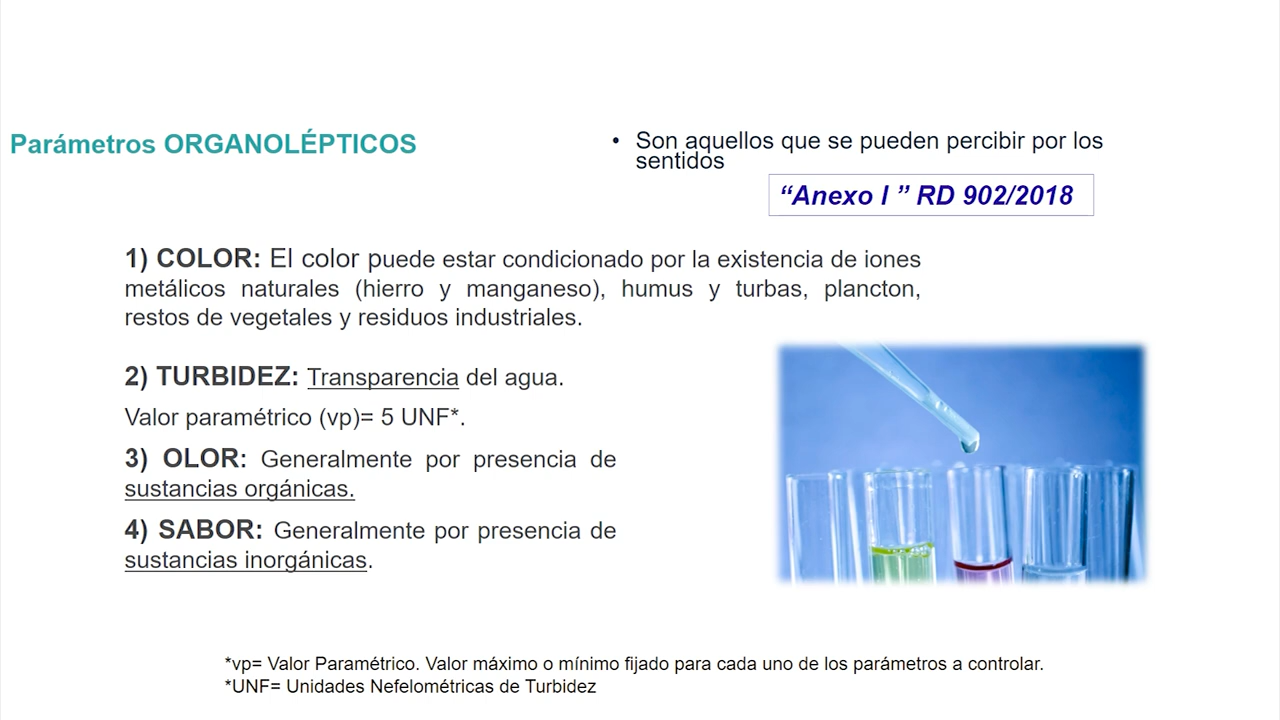 Parámetros ORGANOLÉPTICOS
• Son aquellos que se pueden percibir por los
sentidos
“Anexo I ” RD 902/2018
1) COLOR: El color puede estar condicionado por la existencia de iones
metálicos naturales (hierro y manganeso), humus y turbas, plancton,
restos de vegetales y residuos industriales.
2) TURBIDEZ: Transparencia del agua.
Valor paramétrico (vp)= 5 UNF*.
3) OLOR: Generalmente por presencia de
sustancias orgánicas.
4) SABOR: Generalmente por presencia de
sustancias inorgánicas.
*vp= Valor Paramétrico. Valor máximo o mínimo fijado para cada uno de los parámetros a controlar.
*UNF= Unidades Nefelométricas de Turbidez